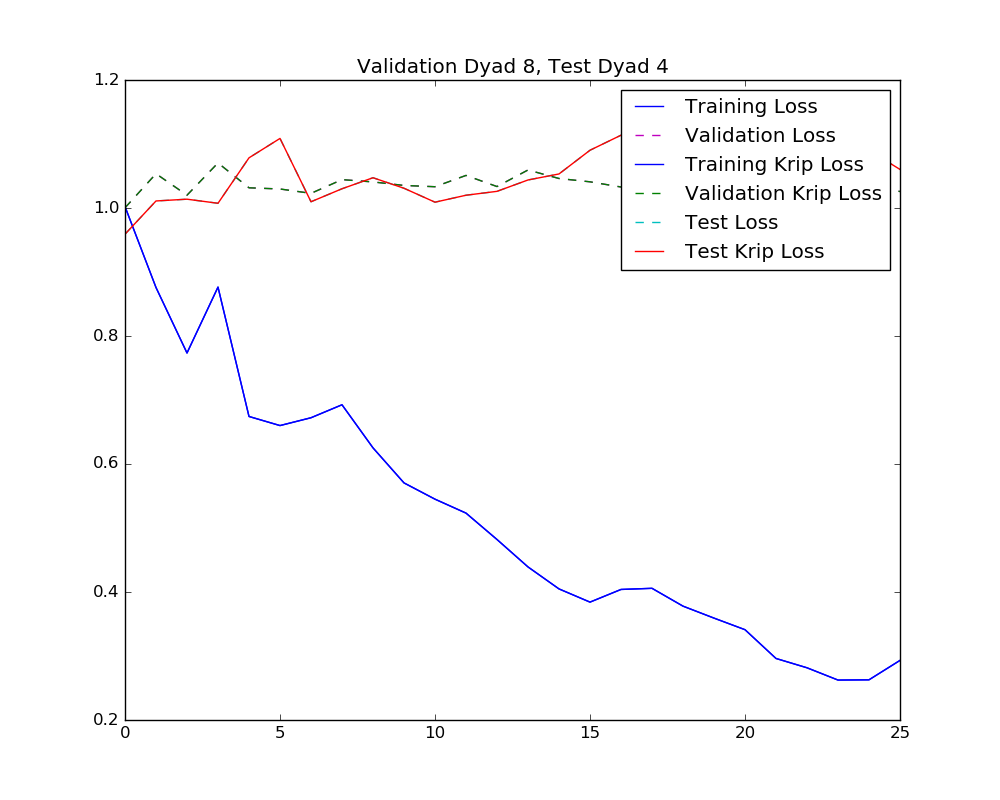 Validation Dyad 8, Test Dyad 4
1.2
1.0
0.8
0.6
0.4
0.2
0 5 10 15 20 25
Training Loss
Validation Loss
Training Krip Loss
Validation Krip Loss
Test Loss
Test Krip Loss